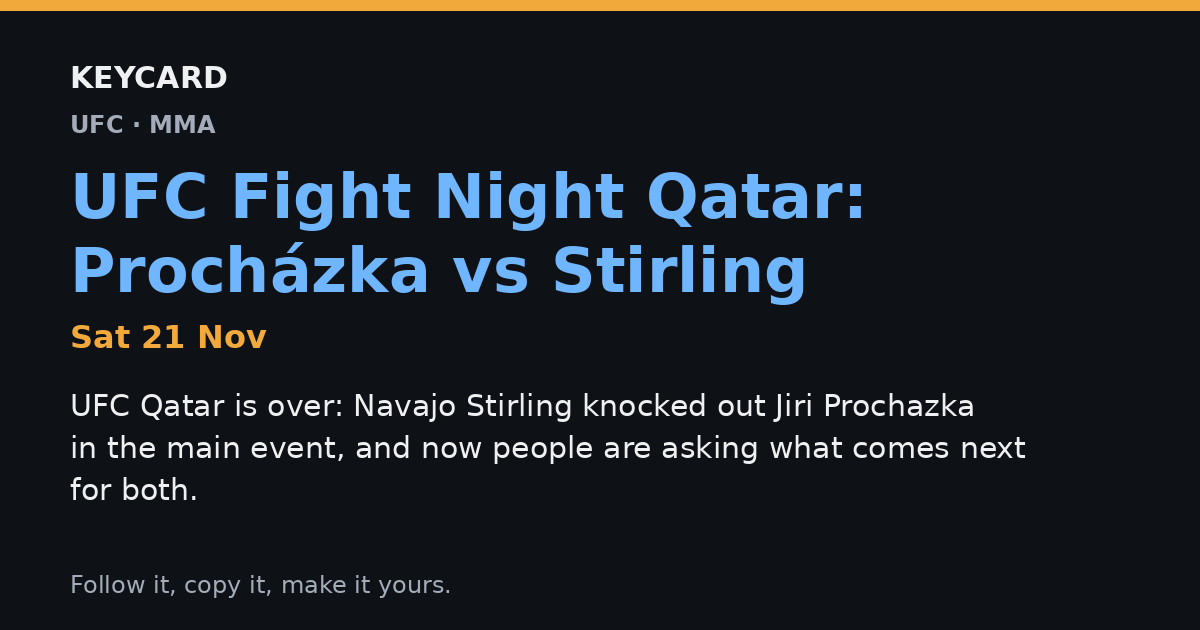 KEYCARD
UFC · MMA
UFC Fight Night Qatar:
Procházka vs Stirling
Sat 21 Nov
UFC Qatar is over: Navajo Stirling knocked out Jiri Prochazka
in the main event, and now people are asking what comes next
for both.
Follow it, copy it, make it yours.